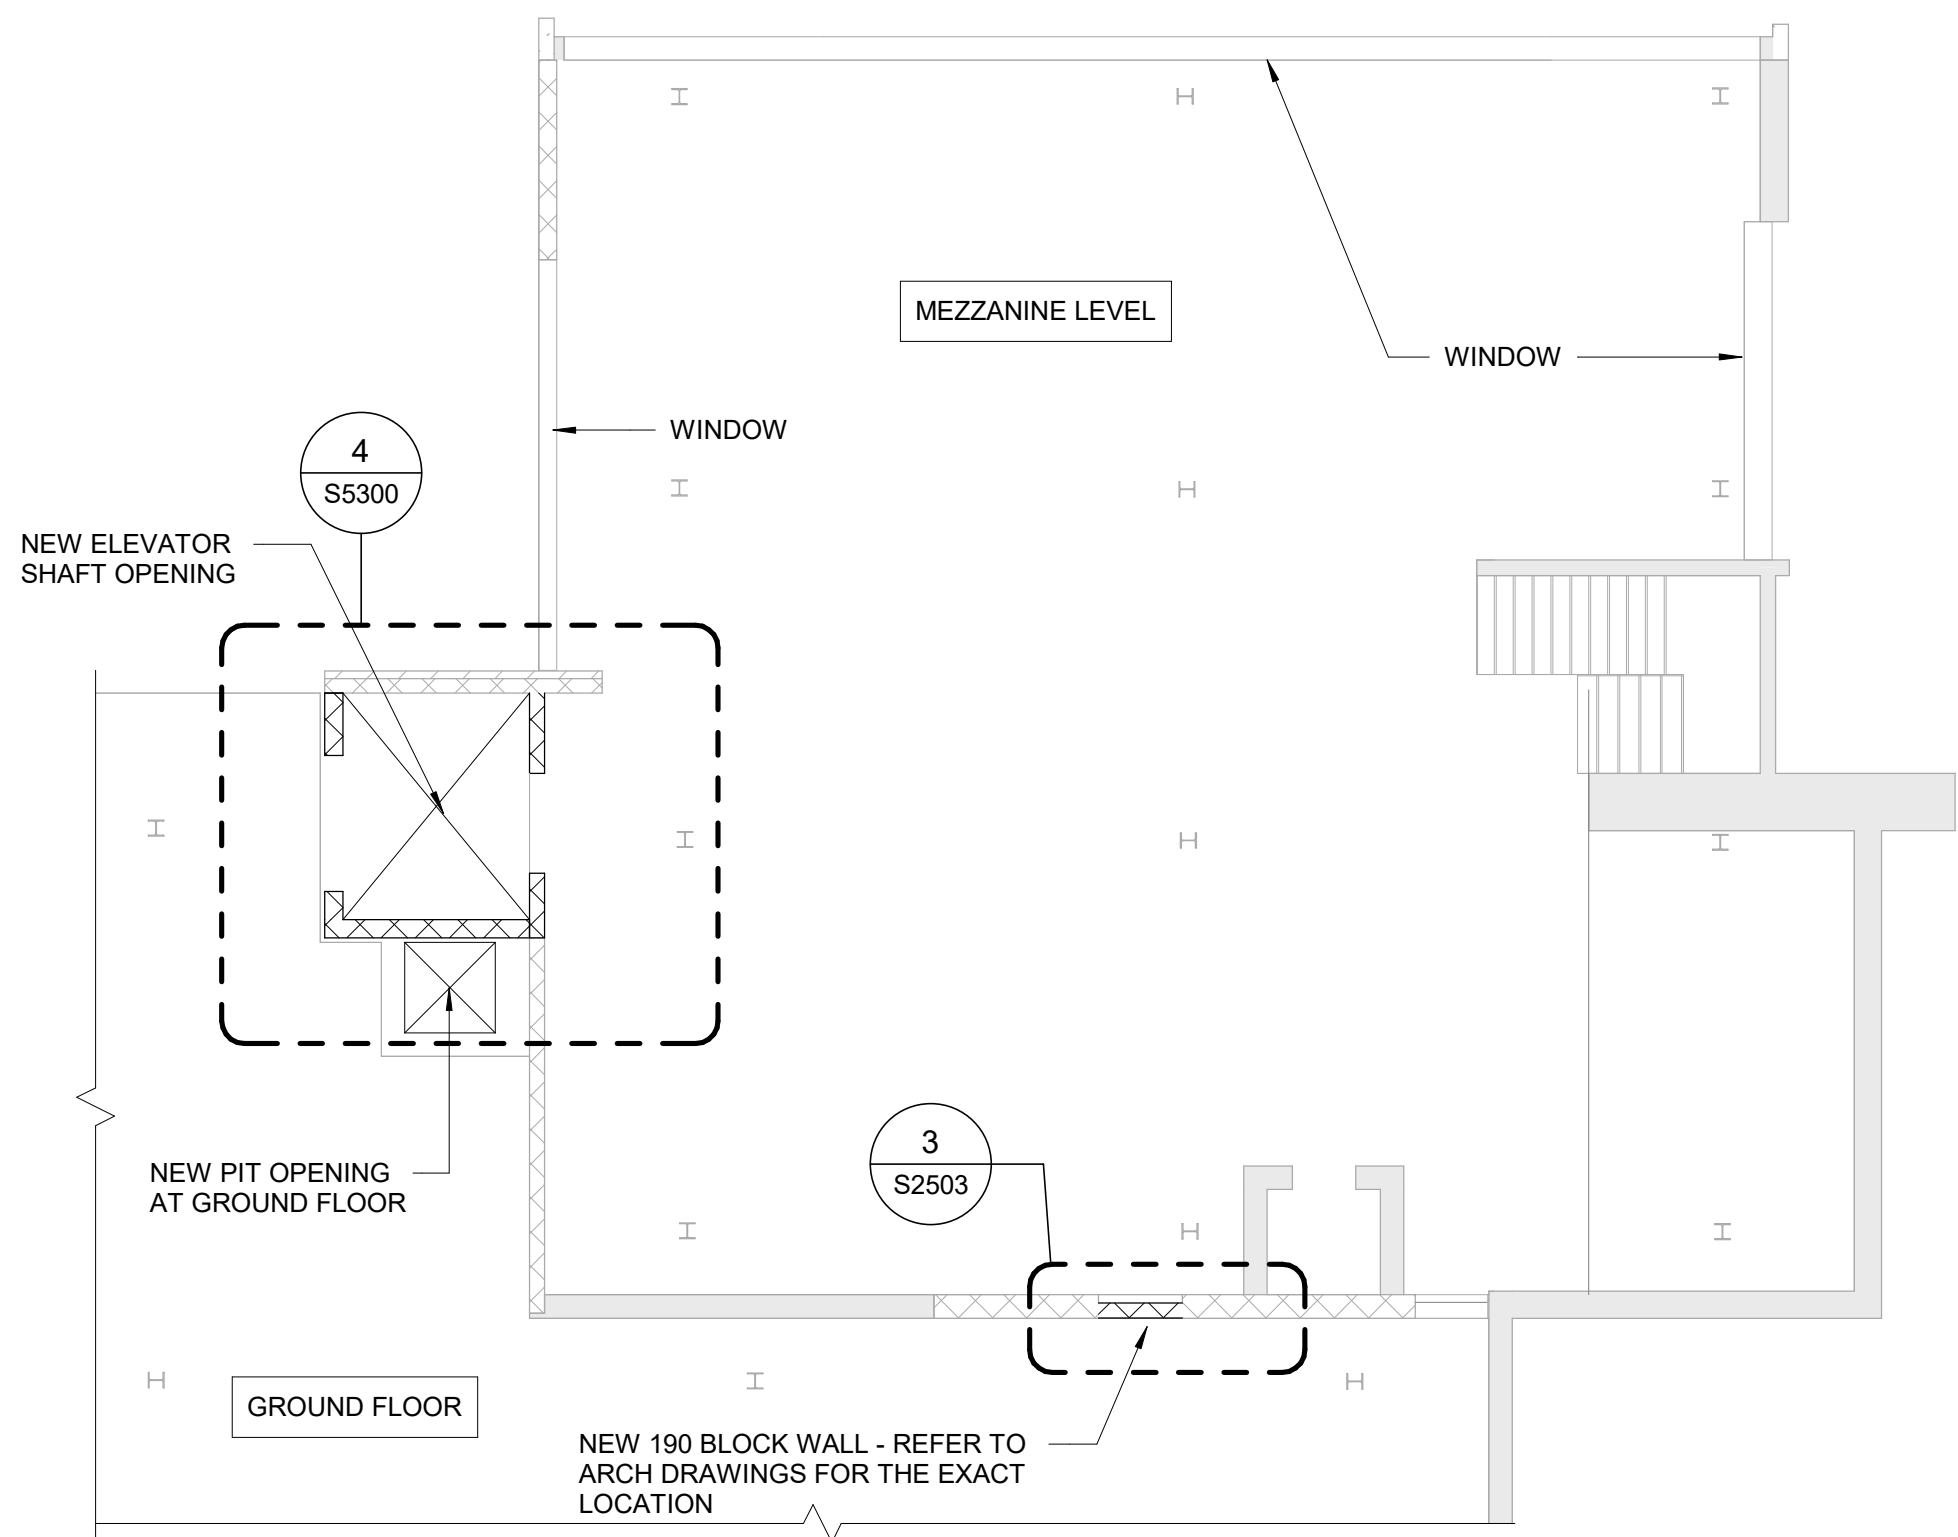 MEZZANINE LEVEL
WINDOW
WINDOW
4
S5300
NEW ELEVATOR
SHAFT OPENING
NEW PIT OPENING
AT GROUND FLOOR
3
S2503
GROUND FLOOR
NEW 190 BLOCK WALL - REFER TO
ARCH DRAWINGS FOR THE EXACT
LOCATION